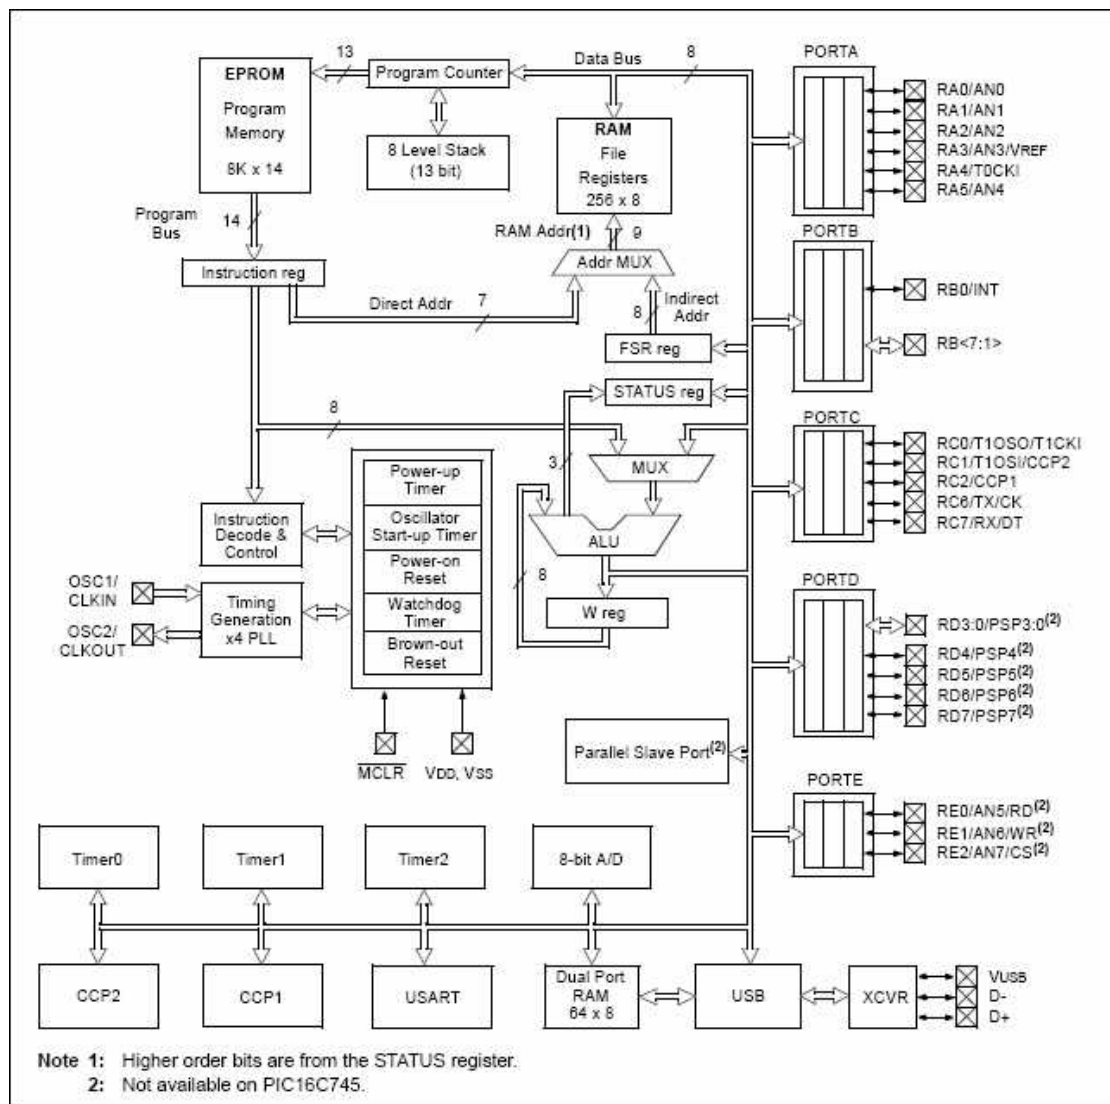 EPROM
Program
Memory
8K x 14
13
Program Counter
8 Level Stack
(13 bit)
Data Bus
8
RAM
File
Registers
256 x 8
Program
Bus
14
RAM Addr(1)
9
Addr MUX
Instruction reg
Direct Addr
7
8
Indirect
Addr
FSR reg
STATUS reg
8
3
MUX
ALU
8
W reg
Power-up
Timer
Oscillator
Start-up Timer
Power-on
Reset
Watchdog
Timer
Brown-out
Reset
Instruction
Decode &
Control
OSC1/
CLKIN
OSC2/
CLKOUT
Timing
Generation
x4 PLL
MCLR
VDD, VSS
Parallel Slave Port(2)
PORTA
RA0/AN0
RA1/AN1
RA2/AN2
RA3/AN3/VREF
RA4/T0CKI
RA5/AN4
PORTB
RB0/INT
RB<7:1>
PORTC
RC0/T1OSO/T1CKI
RC1/T1OSI/CCP2
RC2/CCP1
RC6/TX/CK
RC7/RX/DT
PORTD
RD3:0/PSP3:0(2)
RD4/PSP4(2)
RD5/PSP5(2)
RD6/PSP6(2)
RD7/PSP7(2)
PORTE
RE0/AN5/RD(2)
RE1/AN6/WR(2)
RE2/AN7/CS(2)
Timer0
Timer1
Timer2
8-bit A/D
CCP2
CCP1
USART
Dual Port
RAM
64 x 8
USB
XCVR
VUSB
D-
D+
Note 1: Higher order bits are from the STATUS register.
2: Not available on PIC16C745.